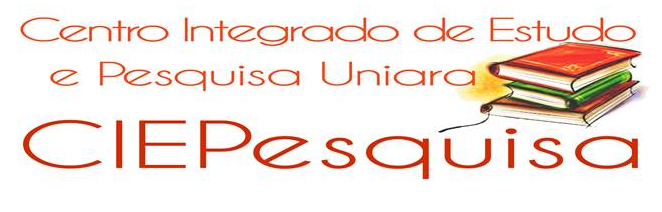 Centro Integrado de Estudo
e Pesquisa Uniara
CIEPesquisa